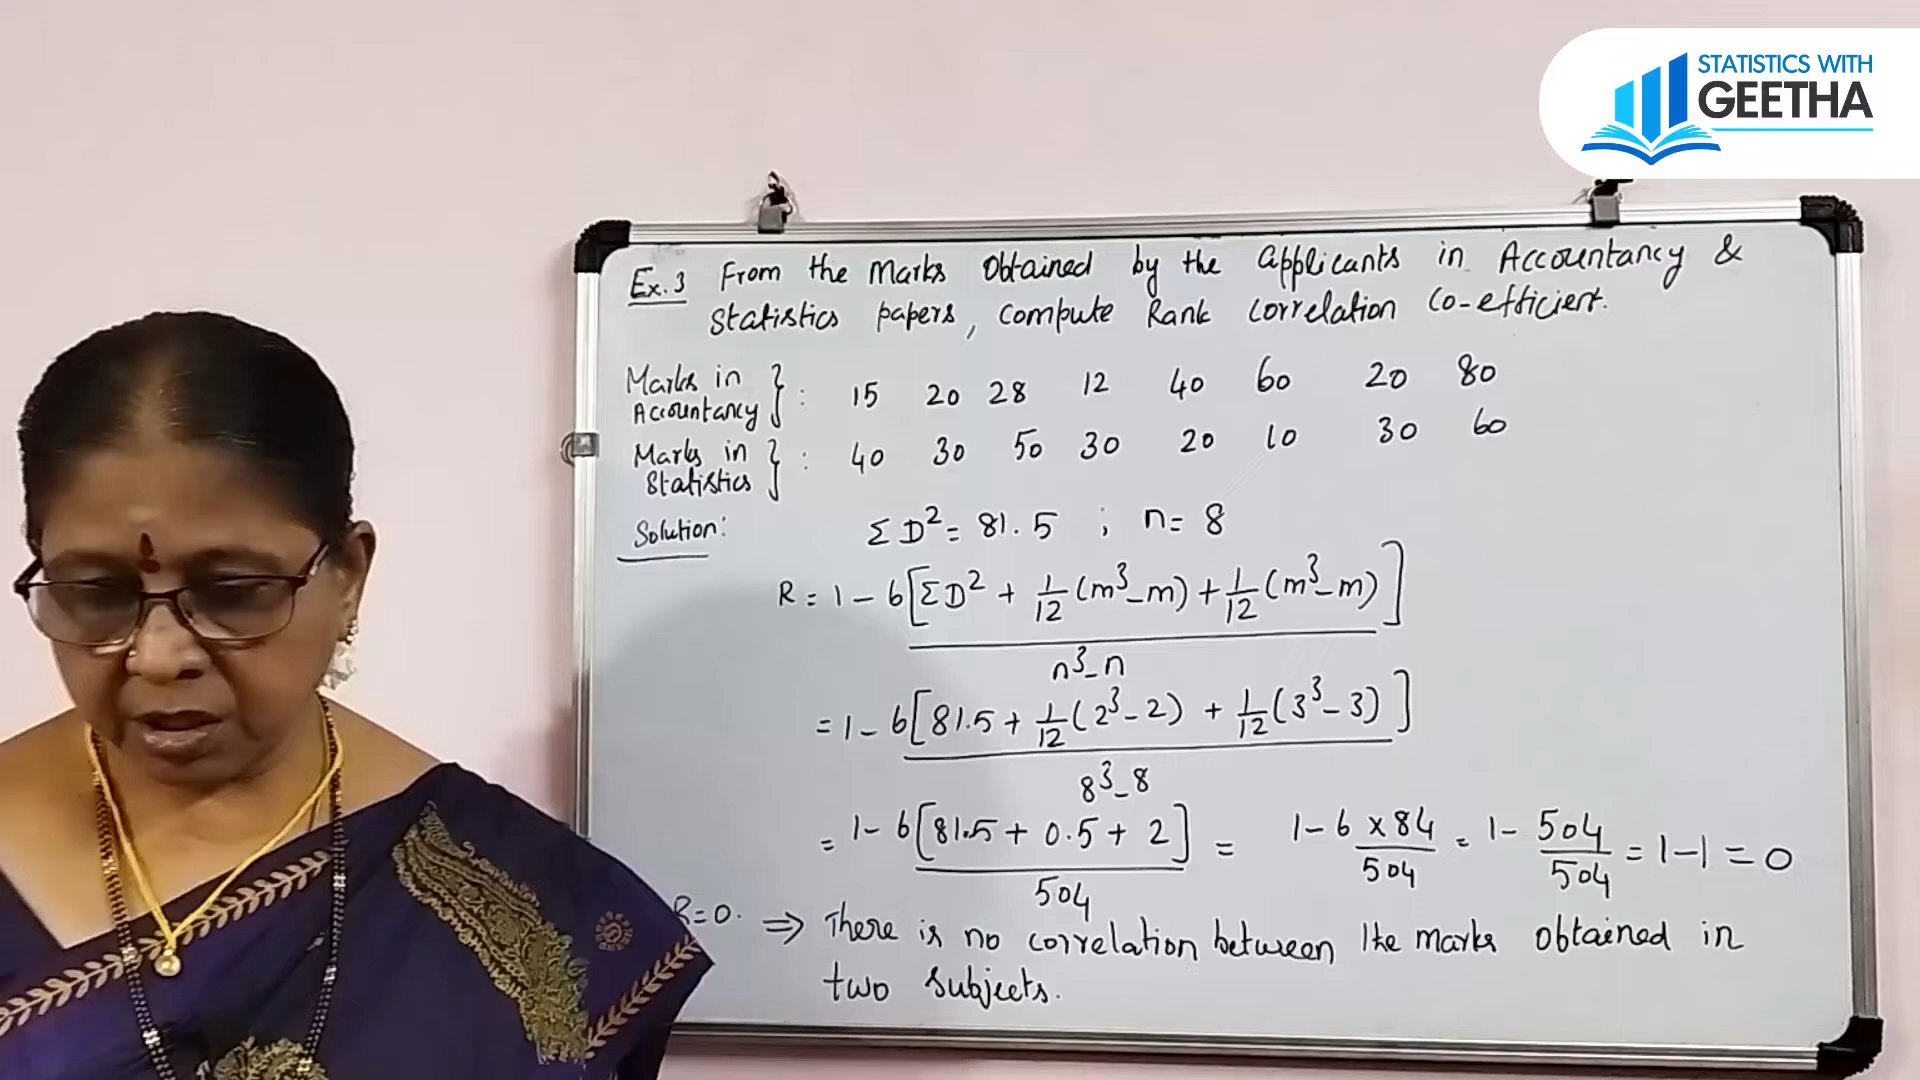 STATISTICS WITH
GEETHA
Ex. 3 From the Marks Obtained by the Applicants in Accountancy &
Statistics papers, compute Rank Correlation Co-efficient.
Marks in Accountancy } : 15 20 28 12 40 60 20 80
Marks in Statistics } : 40 30 50 30 20 10 30 60
Solution: ΣD² = 81.5 ; n = 8
R = 1 - 6[ΣD² + 1/12 (m³ - m) + 1/12 (m³ - m)]
n³ - n
= 1 - 6[81.5 + 1/12 (2³ - 2) + 1/12 (3³ - 3)]
8³ - 8
= 1 - 6[81.5 + 0.5 + 2] / 504 = 1 - 6 x 84 / 504 = 1 - 504/504 = 1 - 1 = 0
R = 0. ⇒ There is no correlation between the marks obtained in
two subjects.